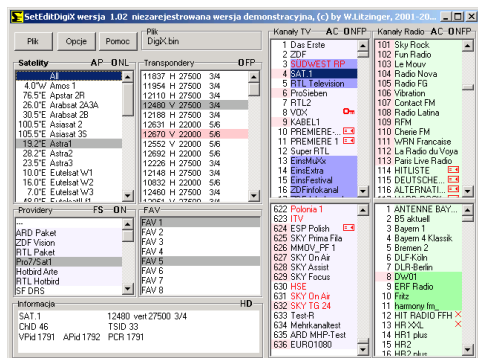 SetEditDigiX wersja 1.02 niezarejestrowana wersja demonstracyjna, (c) by W.Litzinger, 2001-20...
Plik Opcje Pomoc
Plik
DigiX.bin
Satelity AP 0NL
All
4.0°W Amos 1
76.5°E Apstar 2R
26.0°E Arabsat 2A3A
30.5°E Arabsat 2B
100.5°E Asiasat 2
105.5°E Asiasat 3S
19.2°E Astra1
28.2°E Astra2
23.5°E Astra3
10.0°E Eutelsat W1
16.0°E Eutelsat W2
7.0°E Eutelsat W3
Transpondery 0FP
11837 H 27500 3/4
11954 H 27500 3/4
12110 H 27500 3/4
12480 V 27500 3/4
12188 H 27500 3/4
12631 H 22000 5/6
12670 V 22000 5/6
12552 V 22000 5/6
12692 H 22000 5/6
12226 H 27500 3/4
12148 H 27500 3/4
10832 H 22000 5/6
12460 H 27500 3/4
Providery FS 0N
---
ARD Paket
ZDF Vision
RTL Paket
Pro7/Sat1
Hotbird Arte
RTL Hotbird
SF DRS
FAV
FAV 1
FAV 2
FAV 3
FAV 4
FAV 5
FAV 6
FAV 7
FAV 8
Informacja HD
SAT.1 12480 vert 27500 3/4
ChID 46 TSID 33
VPid 1791 APid 1792 PCR 1791
Kanały TV AC 0NFP
1 Das Erste
2 ZDF
3 SÜDWEST RP
4 SAT.1
5 RTL Television
6 ProSieben
7 RTL2
8 VOX
9 KABEL1
10 PREMIERE-...
11 PREMIERE 1
12 Super RTL
13 EinsMuXx
14 EinsExtra
15 EinsFestival
16 ZDFinfokanal
622 Polonia 1
623 ITV
624 ESP Polish
625 SKY Prima Fila
626 MMOV_PF 1
627 SKY On Air
628 SKY Assist
629 SKY Focus
630 HSE
631 SKY On Air
632 SKY TG 24
633 Test-R
634 Mehrkanaltest
635 ARD MHP-Test
636 EURO1080
Kanały Radio AC 0NFP
101 Sky Rock
102 Fun Radio
103 Le Mouv
104 Radio Nova
105 Radio FG
106 Vibration
107 Contact FM
108 Radio Latina
109 RFM
110 Cherie FM
111 WRN Francaise
112 La Radio du Voya
113 Paris Live Radio
114 HITLISTE
115 DEUTSCHE...
116 ALTERNATI...
1 ANTENNE BAY...
2 B5 aktuell
3 Bayern 1
4 Bayern 4 Klassik
5 Bremen 2
6 DLF-Köln
7 DLR-Berlin
8 DW01
9 ERF Radio
10 Fritz
11 harmony fm_
12 HIT RADIO FFH
13 HR XXL
14 HR1 plus
15 HR2
16 HR2 plus